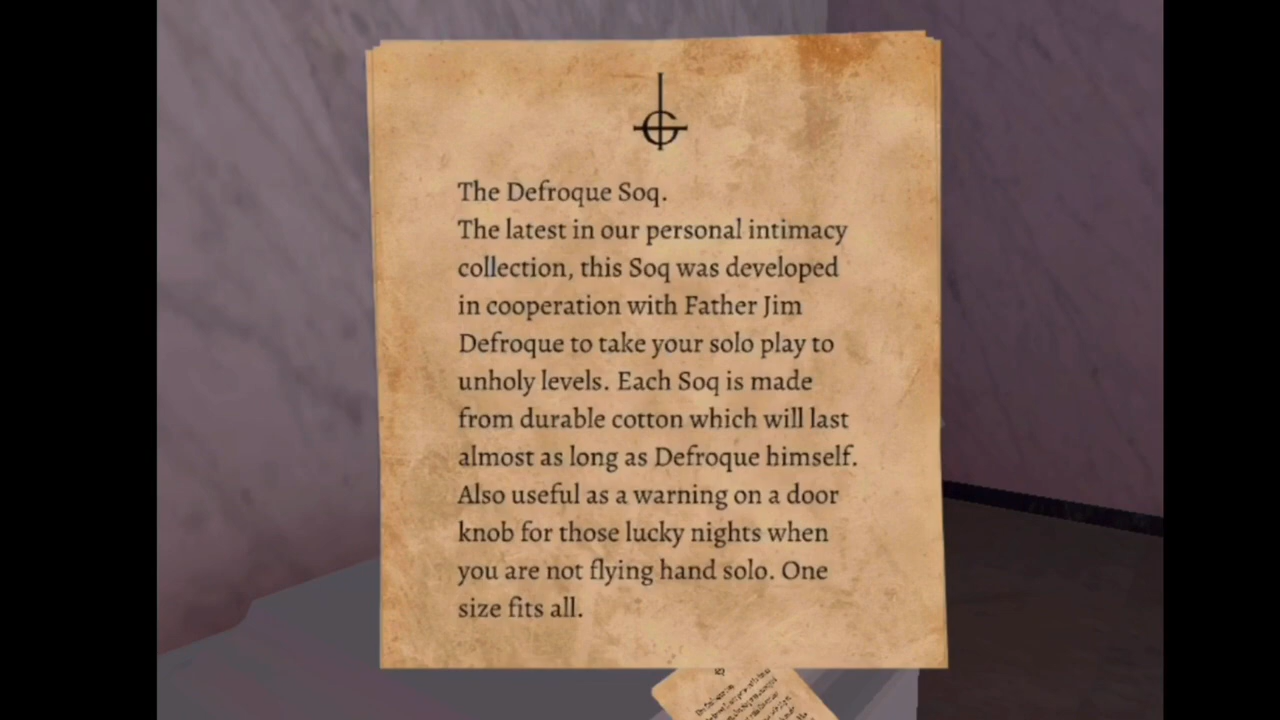 The Defroque Soq.
The latest in our personal intimacy
collection, this Soq was developed
in cooperation with Father Jim
Defroque to take your solo play to
unholy levels. Each Soq is made
from durable cotton which will last
almost as long as Defroque himself.
Also useful as a warning on a door
knob for those lucky nights when
you are not flying hand solo. One
size fits all.